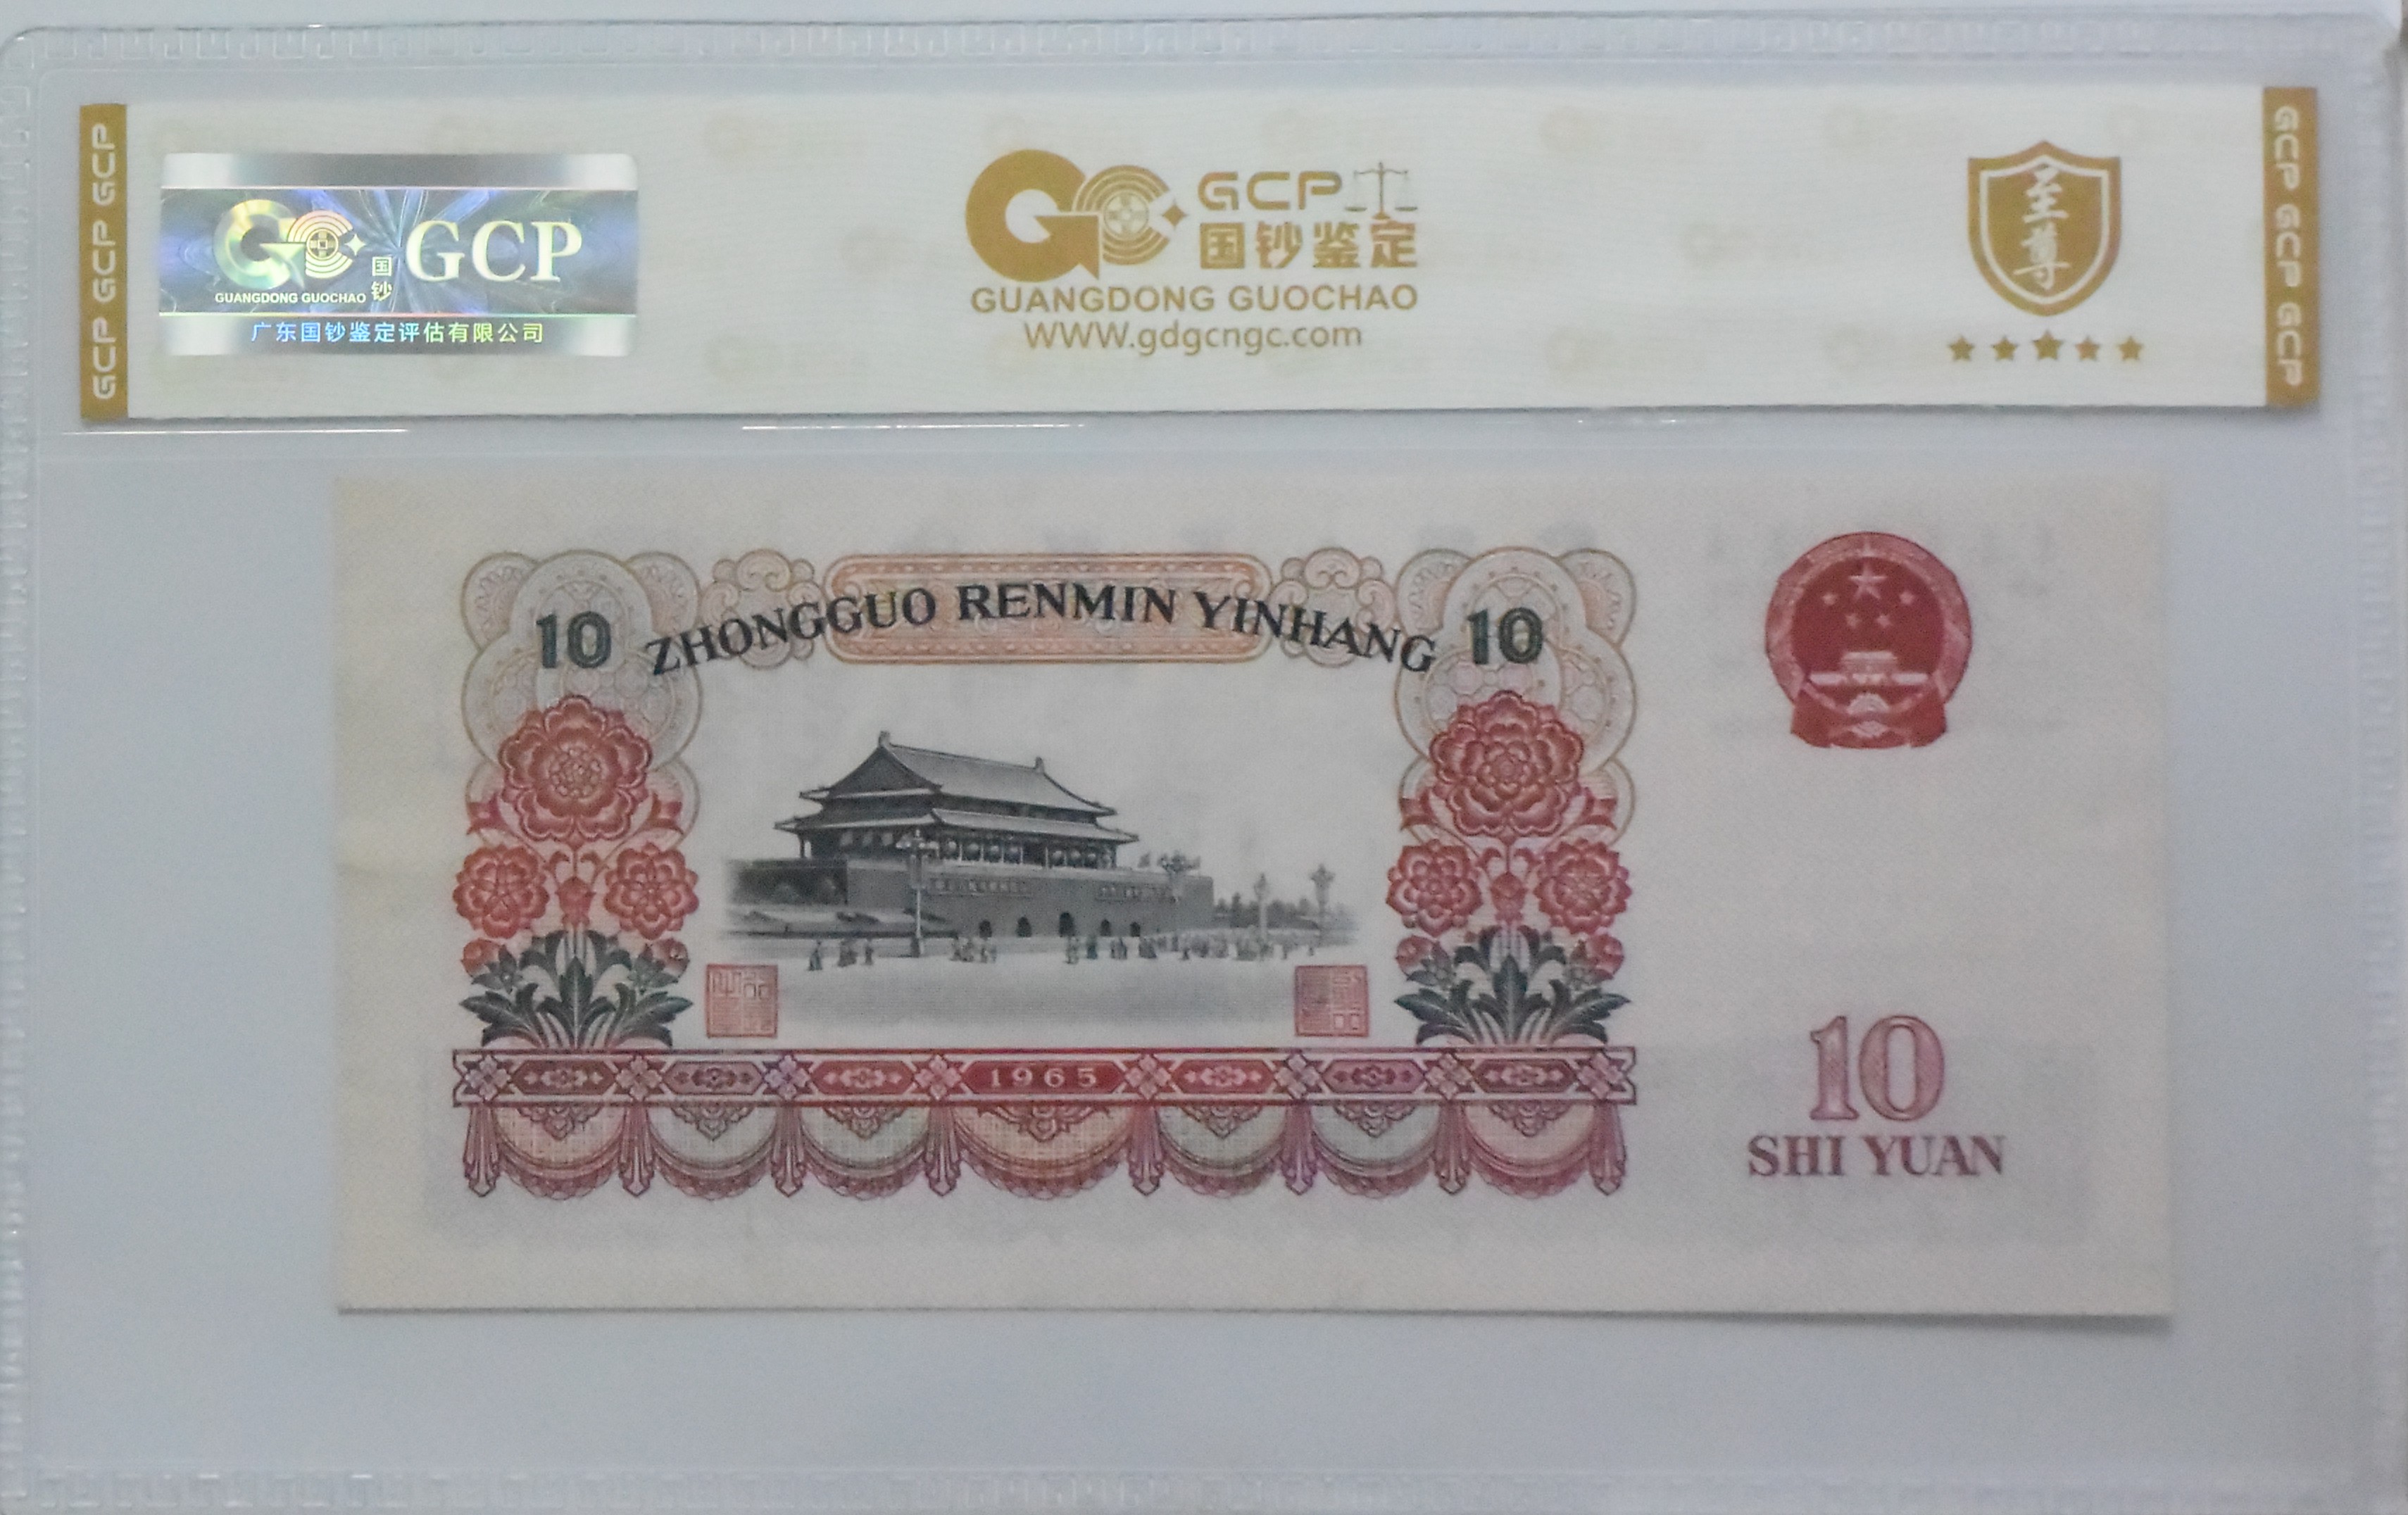 GCP GCP GCP
GCP
国钞
GUANGDONG GUOCHAO
广东国钞鉴定评估有限公司
GCP
国钞鉴定
GUANGDONG GUOCHAO
WWW.gdgcngc.com
至尊
GCP GCP GCP
10 ZHONGGUO RENMIN YINHANG 10
1965
10
SHI YUAN